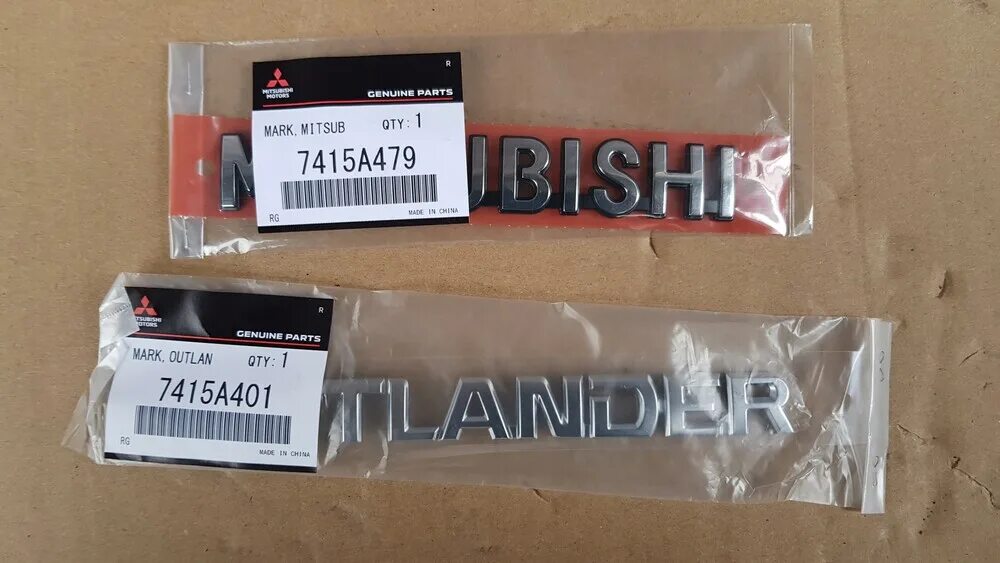 R
MITSUBISHI
MOTORS
GENUINE PARTS
MARK, MITSUB QTY: 1
7415A479
RG MADE IN CHINA
M UBISHI
R
MITSUBISHI
MOTORS
GENUINE PARTS
MARK, OUTLAN QTY: 1
7415A401
RG MADE IN CHINA
TLANDER